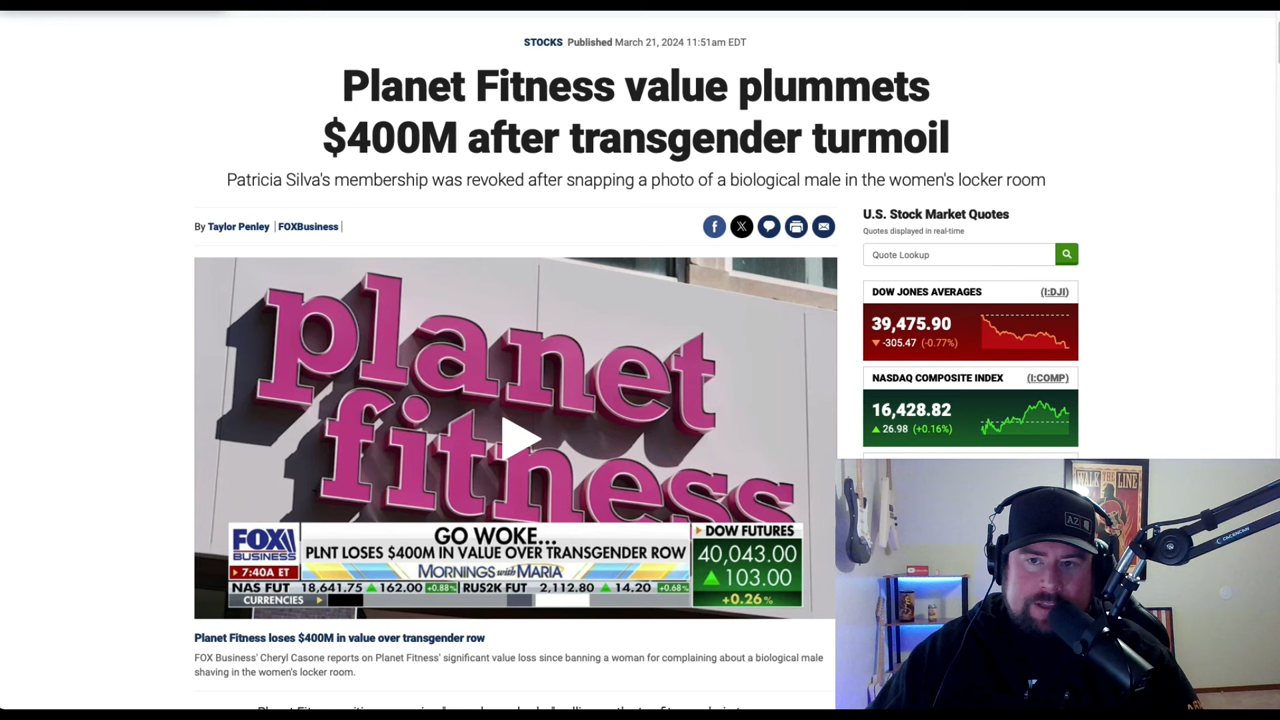 STOCKS Published March 21, 2024 11:51am EDT
Planet Fitness value plummets
$400M after transgender turmoil
Patricia Silva's membership was revoked after snapping a photo of a biological male in the women's locker room
By Taylor Penley | FOXBusiness |
U.S. Stock Market Quotes
Quotes displayed in real-time
Quote Lookup
DOW JONES AVERAGES (I:DJI)
39,475.90
-305.47 (-0.77%)
NASDAQ COMPOSITE INDEX (I:COMP)
16,428.82
26.98 (+0.16%)
planet
fitness
FOX
BUSINESS
7:40A ET
GO WOKE...
PLNT LOSES $400M IN VALUE OVER TRANSGENDER ROW
MORNINGS with MARIA
DOW FUTURES
40,043.00
103.00
+0.26%
NAS FUT 18,641.75 162.00 +0.88% RUS2K FUT 2,112.80 14.20 +0.68%
CURRENCIES
Planet Fitness loses $400M in value over transgender row
FOX Business' Cheryl Casone reports on Planet Fitness' significant value loss since banning a woman for complaining about a biological male
shaving in the women's locker room.
WALK THE LINE
AZ